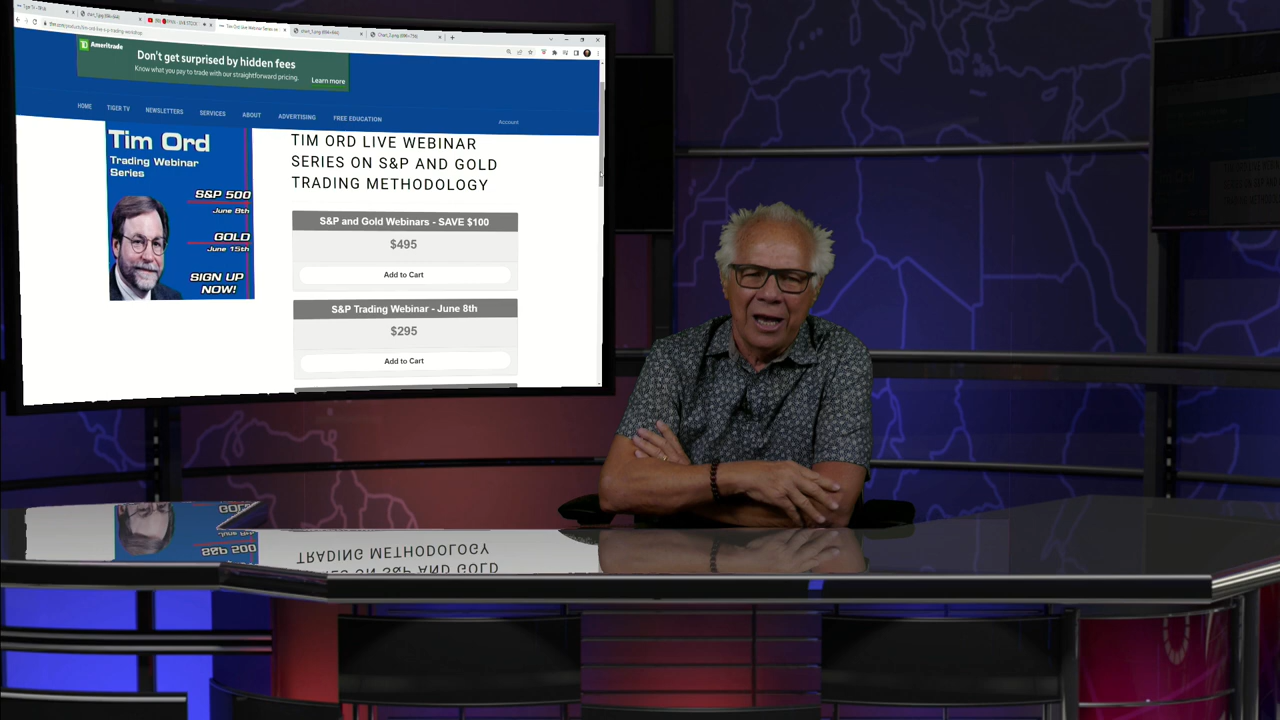 Ameritrade
Don't get surprised by hidden fees
Know what you pay to trade with our straightforward pricing.
Learn more
HOME
TIGER TV
NEWSLETTERS
SERVICES
ABOUT
ADVERTISING
FREE EDUCATION
Account
Tim Ord
Trading Webinar
Series
S&P 500
June 8th
GOLD
June 15th
SIGN UP
NOW!
TIM ORD LIVE WEBINAR
SERIES ON S&P AND GOLD
TRADING METHODOLOGY
S&P and Gold Webinars - SAVE $100
$495
Add to Cart
S&P Trading Webinar - June 8th
$295
Add to Cart